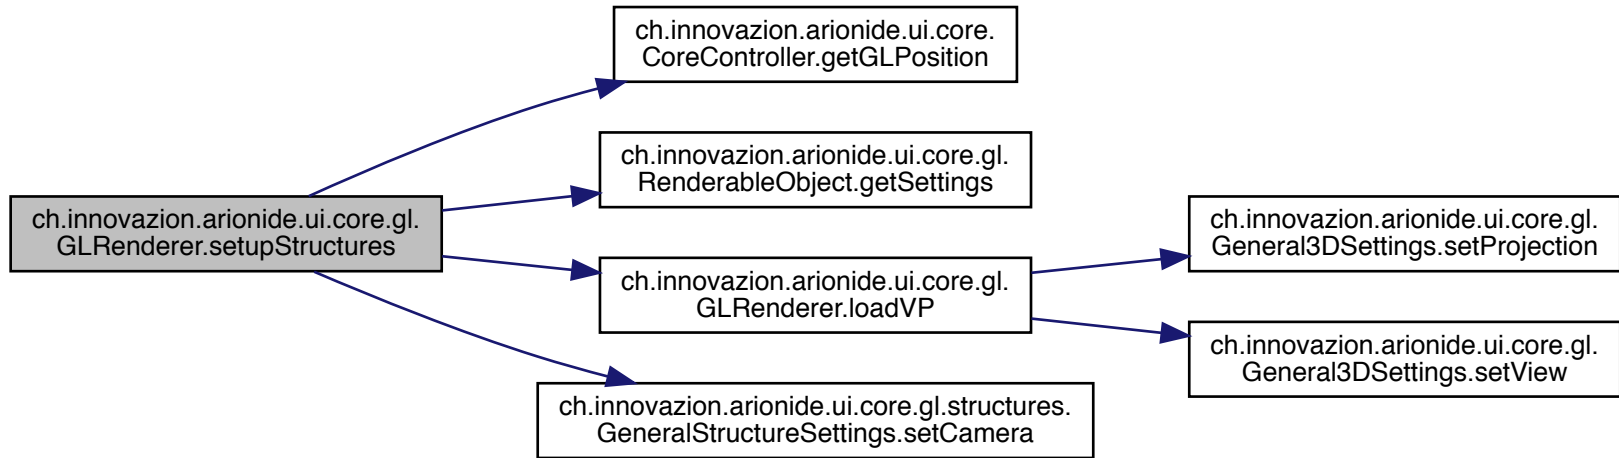 ch.innovazion.arionide.ui.core.gl.
GLRenderer.setupStructures
ch.innovazion.arionide.ui.core.
CoreController.getGLPosition
ch.innovazion.arionide.ui.core.gl.
RenderableObject.getSettings
ch.innovazion.arionide.ui.core.gl.
GLRenderer.loadVP
ch.innovazion.arionide.ui.core.gl.structures.
GeneralStructureSettings.setCamera
ch.innovazion.arionide.ui.core.gl.
General3DSettings.setProjection
ch.innovazion.arionide.ui.core.gl.
General3DSettings.setView